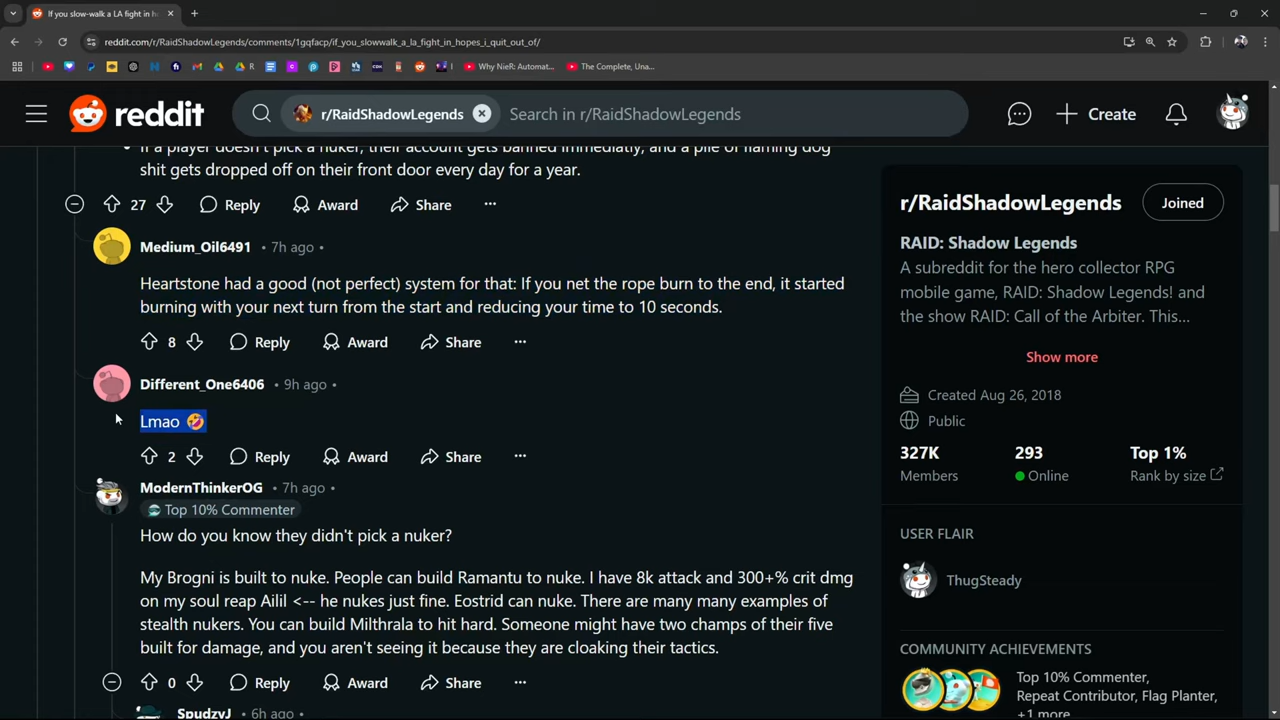 If you slow-walk a LA fight in h
reddit.com/r/RaidShadowLegends/comments/1gqfacp/if_you_slowwalk_a_la_fight_in_hopes_i_quit_out_of/
R
Why NieR: Automat...
The Complete, Una...
reddit
r/RaidShadowLegends
Search in r/RaidShadowLegends
Create
If a player doesn't pick a nuker, their account gets banned immediatly, and a pile of flaming dog
shit gets dropped off on their front door every day for a year.
27 Reply Award Share
Medium_Oil6491 • 7h ago •
Heartstone had a good (not perfect) system for that: If you net the rope burn to the end, it started
burning with your next turn from the start and reducing your time to 10 seconds.
8 Reply Award Share
Different_One6406 • 9h ago •
Lmao 🤣
2 Reply Award Share
ModernThinkerOG • 7h ago •
Top 10% Commenter
How do you know they didn't pick a nuker?
My Brogni is built to nuke. People can build Ramantu to nuke. I have 8k attack and 300+% crit dmg
on my soul reap Ailil <-- he nukes just fine. Eostrid can nuke. There are many many examples of
stealth nukers. You can build Milthrala to hit hard. Someone might have two champs of their five
built for damage, and you aren't seeing it because they are cloaking their tactics.
0 Reply Award Share
SpudzyJ • 6h ago •
r/RaidShadowLegends
Joined
RAID: Shadow Legends
A subreddit for the hero collector RPG
mobile game, RAID: Shadow Legends! and
the show RAID: Call of the Arbiter. This...
Show more
Created Aug 26, 2018
Public
327K 293 Top 1%
Members Online Rank by size
USER FLAIR
ThugSteady
COMMUNITY ACHIEVEMENTS
Top 10% Commenter,
Repeat Contributor, Flag Planter,
+1 more